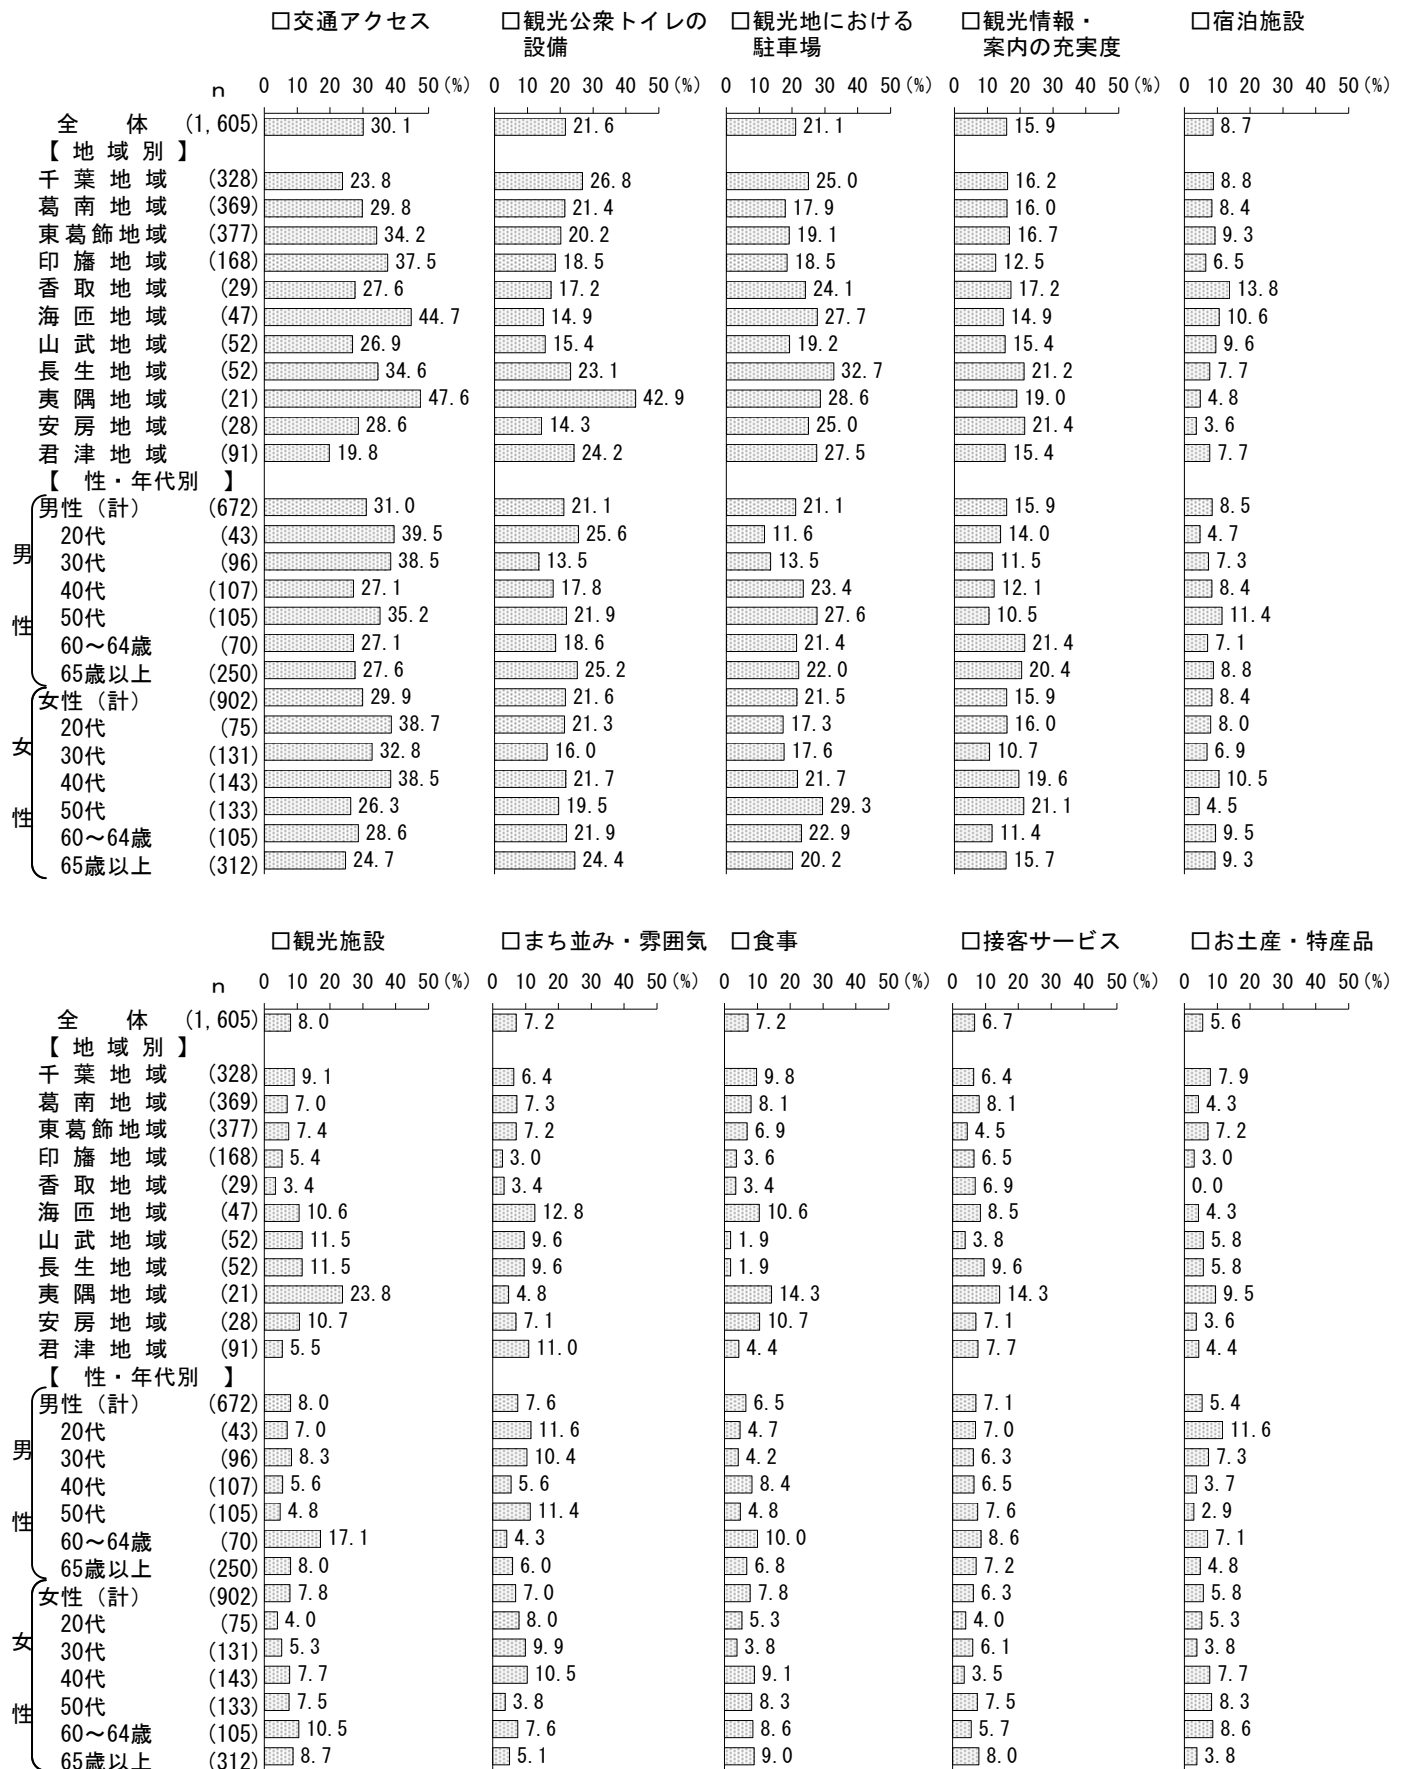 □交通アクセス □観光公衆トイレの設備 □観光地における駐車場 □観光情報・案内の充実度 □宿泊施設
n 0 10 20 30 40 50(%) 0 10 20 30 40 50(%) 0 10 20 30 40 50(%) 0 10 20 30 40 50(%) 0 10 20 30 40 50(%)
全体 (1,605) 30.1 21.6 21.1 15.9 8.7
【地域別】
千葉地域 (328) 23.8 26.8 25.0 16.2 8.8
葛南地域 (369) 29.8 21.4 17.9 16.0 8.4
東葛飾地域 (377) 34.2 20.2 19.1 16.7 9.3
印旛地域 (168) 37.5 18.5 18.5 12.5 6.5
香取地域 (29) 27.6 17.2 24.1 17.2 13.8
海匝地域 (47) 44.7 14.9 27.7 14.9 10.6
山武地域 (52) 26.9 15.4 19.2 15.4 9.6
長生地域 (52) 34.6 23.1 32.7 21.2 7.7
夷隅地域 (21) 47.6 42.9 28.6 19.0 4.8
安房地域 (28) 28.6 14.3 25.0 21.4 3.6
君津地域 (91) 19.8 24.2 27.5 15.4 7.7
【性・年代別】
男性
男性（計） (672) 31.0 21.1 21.1 15.9 8.5
20代 (43) 39.5 25.6 11.6 14.0 4.7
30代 (96) 38.5 13.5 13.5 11.5 7.3
40代 (107) 27.1 17.8 23.4 12.1 8.4
50代 (105) 35.2 21.9 27.6 10.5 11.4
60～64歳 (70) 27.1 18.6 21.4 21.4 7.1
65歳以上 (250) 27.6 25.2 22.0 20.4 8.8
女性
女性（計） (902) 29.9 21.6 21.5 15.9 8.4
20代 (75) 38.7 21.3 17.3 16.0 8.0
30代 (131) 32.8 16.0 17.6 10.7 6.9
40代 (143) 38.5 21.7 21.7 19.6 10.5
50代 (133) 26.3 19.5 29.3 21.1 4.5
60～64歳 (105) 28.6 21.9 22.9 11.4 9.5
65歳以上 (312) 24.7 24.4 20.2 15.7 9.3
□観光施設 □まち並み・雰囲気 □食事 □接客サービス □お土産・特産品
n 0 10 20 30 40 50(%) 0 10 20 30 40 50(%) 0 10 20 30 40 50(%) 0 10 20 30 40 50(%) 0 10 20 30 40 50(%)
全体 (1,605) 8.0 7.2 7.2 6.7 5.6
【地域別】
千葉地域 (328) 9.1 6.4 9.8 6.4 7.9
葛南地域 (369) 7.0 7.3 8.1 8.1 4.3
東葛飾地域 (377) 7.4 7.2 6.9 4.5 7.2
印旛地域 (168) 5.4 3.0 3.6 6.5 3.0
香取地域 (29) 3.4 3.4 3.4 6.9 0.0
海匝地域 (47) 10.6 12.8 10.6 8.5 4.3
山武地域 (52) 11.5 9.6 1.9 3.8 5.8
長生地域 (52) 11.5 9.6 1.9 9.6 5.8
夷隅地域 (21) 23.8 4.8 14.3 14.3 9.5
安房地域 (28) 10.7 7.1 10.7 7.1 3.6
君津地域 (91) 5.5 11.0 4.4 7.7 4.4
【性・年代別】
男性
男性（計） (672) 8.0 7.6 6.5 7.1 5.4
20代 (43) 7.0 11.6 4.7 7.0 11.6
30代 (96) 8.3 10.4 4.2 6.3 7.3
40代 (107) 5.6 5.6 8.4 6.5 3.7
50代 (105) 4.8 11.4 4.8 7.6 2.9
60～64歳 (70) 17.1 4.3 10.0 8.6 7.1
65歳以上 (250) 8.0 6.0 6.8 7.2 4.8
女性
女性（計） (902) 7.8 7.0 7.8 6.3 5.8
20代 (75) 4.0 8.0 5.3 4.0 5.3
30代 (131) 5.3 9.9 3.8 6.1 3.8
40代 (143) 7.7 10.5 9.1 3.5 7.7
50代 (133) 7.5 3.8 8.3 7.5 8.3
60～64歳 (105) 10.5 7.6 8.6 5.7 8.6
65歳以上 (312) 8.7 5.1 9.0 8.0 3.8